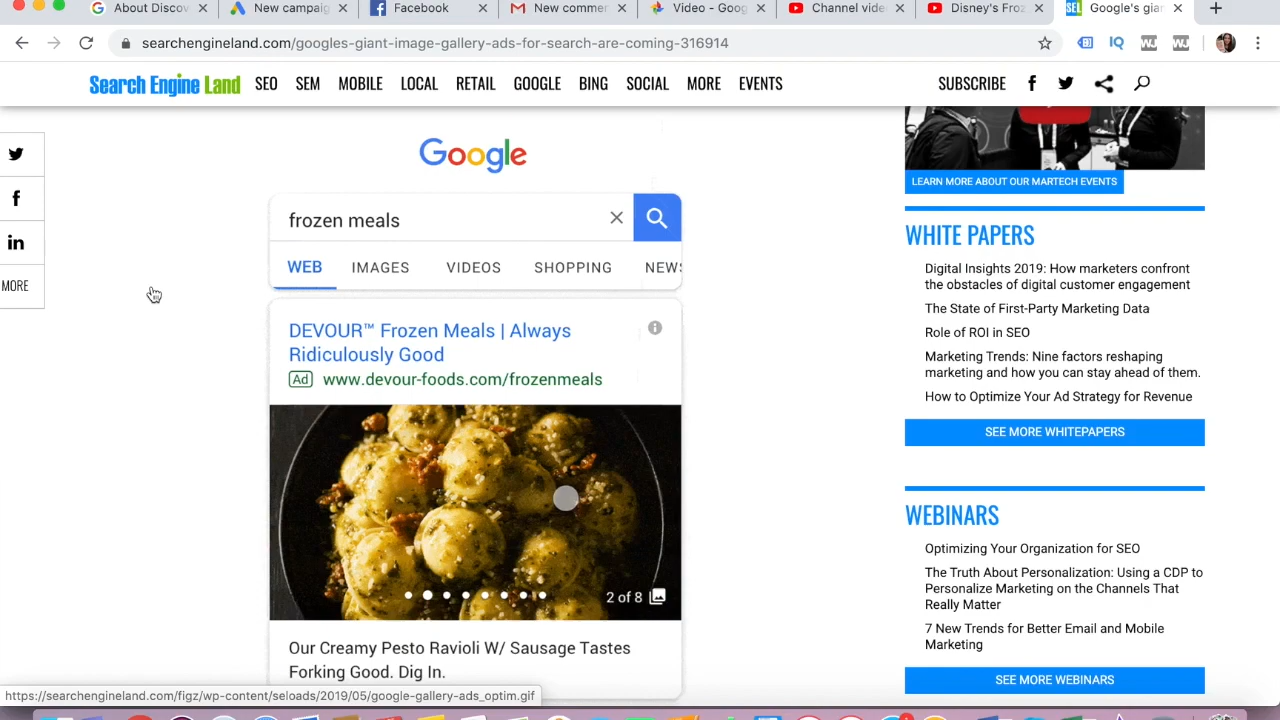 About Discov
New campaig
Facebook
New commer
Video - Goog
Channel vide
Disney's Froz
Google's gian
searchengineland.com/googles-giant-image-gallery-ads-for-search-are-coming-316914
Search Engine Land
SEO
SEM
MOBILE
LOCAL
RETAIL
GOOGLE
BING
SOCIAL
MORE
EVENTS
SUBSCRIBE
MORE
Google
frozen meals
WEB
IMAGES
VIDEOS
SHOPPING
NEWS
DEVOUR™ Frozen Meals | Always
Ridiculously Good
Ad www.devour-foods.com/frozenmeals
2 of 8
Our Creamy Pesto Ravioli W/ Sausage Tastes
Forking Good. Dig In.
LEARN MORE ABOUT OUR MARTECH EVENTS
WHITE PAPERS
Digital Insights 2019: How marketers confront
the obstacles of digital customer engagement
The State of First-Party Marketing Data
Role of ROI in SEO
Marketing Trends: Nine factors reshaping
marketing and how you can stay ahead of them.
How to Optimize Your Ad Strategy for Revenue
SEE MORE WHITEPAPERS
WEBINARS
Optimizing Your Organization for SEO
The Truth About Personalization: Using a CDP to
Personalize Marketing on the Channels That
Really Matter
7 New Trends for Better Email and Mobile
Marketing
SEE MORE WEBINARS
https://searchengineland.com/figz/wp-content/seloads/2019/05/google-gallery-ads_optim.gif